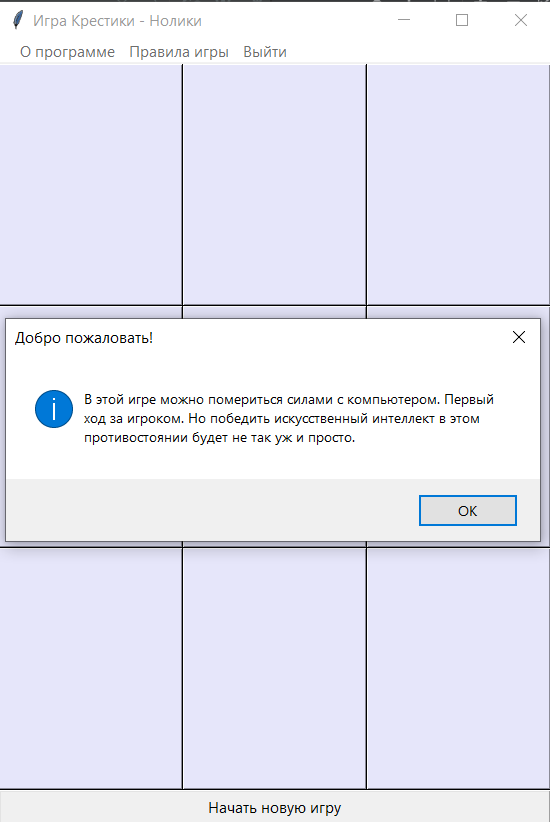 Игра Крестики - Нолики
О программе Правила игры Выйти
Добро пожаловать!
В этой игре можно помериться силами с компьютером. Первый
ход за игроком. Но победить искусственный интеллект в этом
противостоянии будет не так уж и просто.
ОК
Начать новую игру